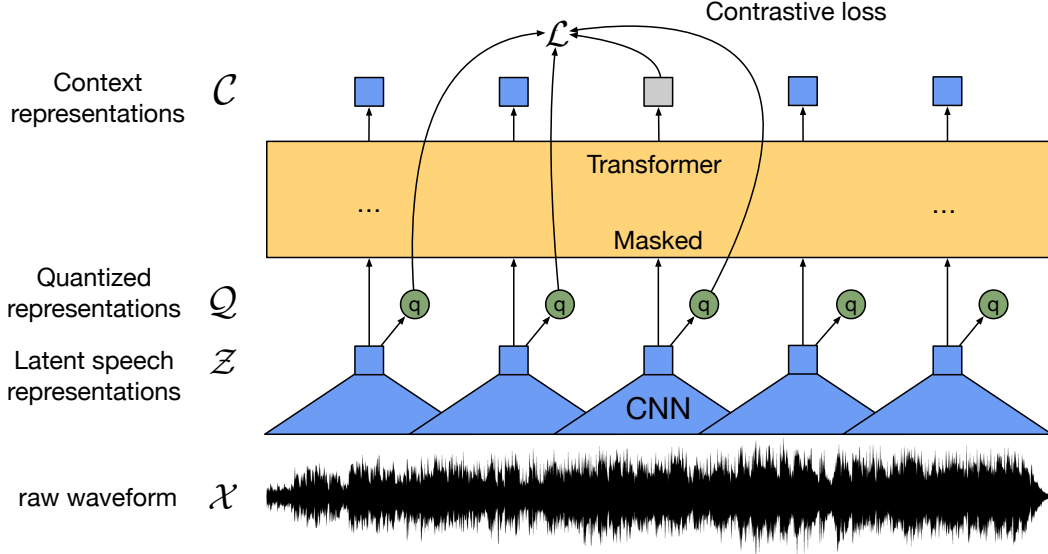 Contrastive loss
ℒ
Context
representations 𝒞
Transformer
... ...
Masked
Quantized
representations 𝒬
q q q q q
Latent speech
representations 𝒵
CNN
raw waveform 𝒳